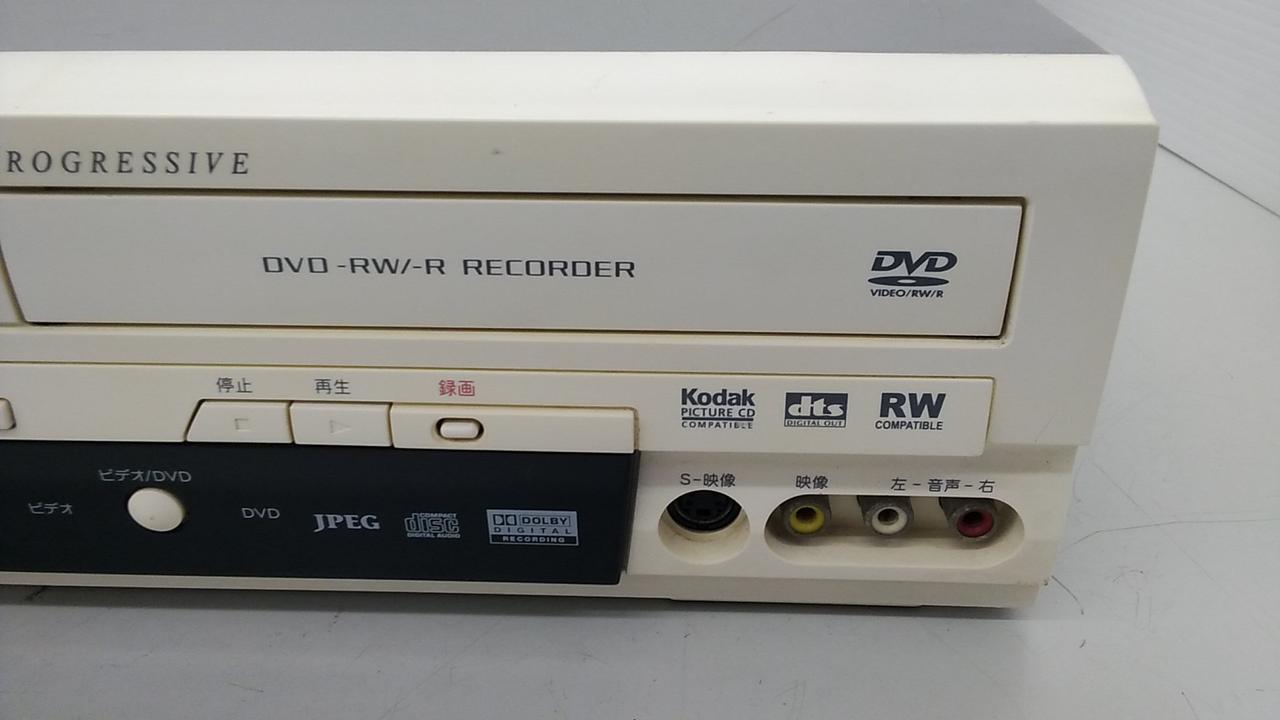 ROGRESSIVE
DVD-RW/-R RECORDER
DVD
VIDEO/RW/R
停止
再生
録画
Kodak
PICTURE CD
COMPATIBLE
dts
DIGITAL OUT
RW
COMPATIBLE
ビデオ/DVD
ビデオ
DVD
JPEG
COMPACT
disc
DIGITAL AUDIO
DOLBY
DIGITAL
RECORDING
S-映像
映像
左-音声-右